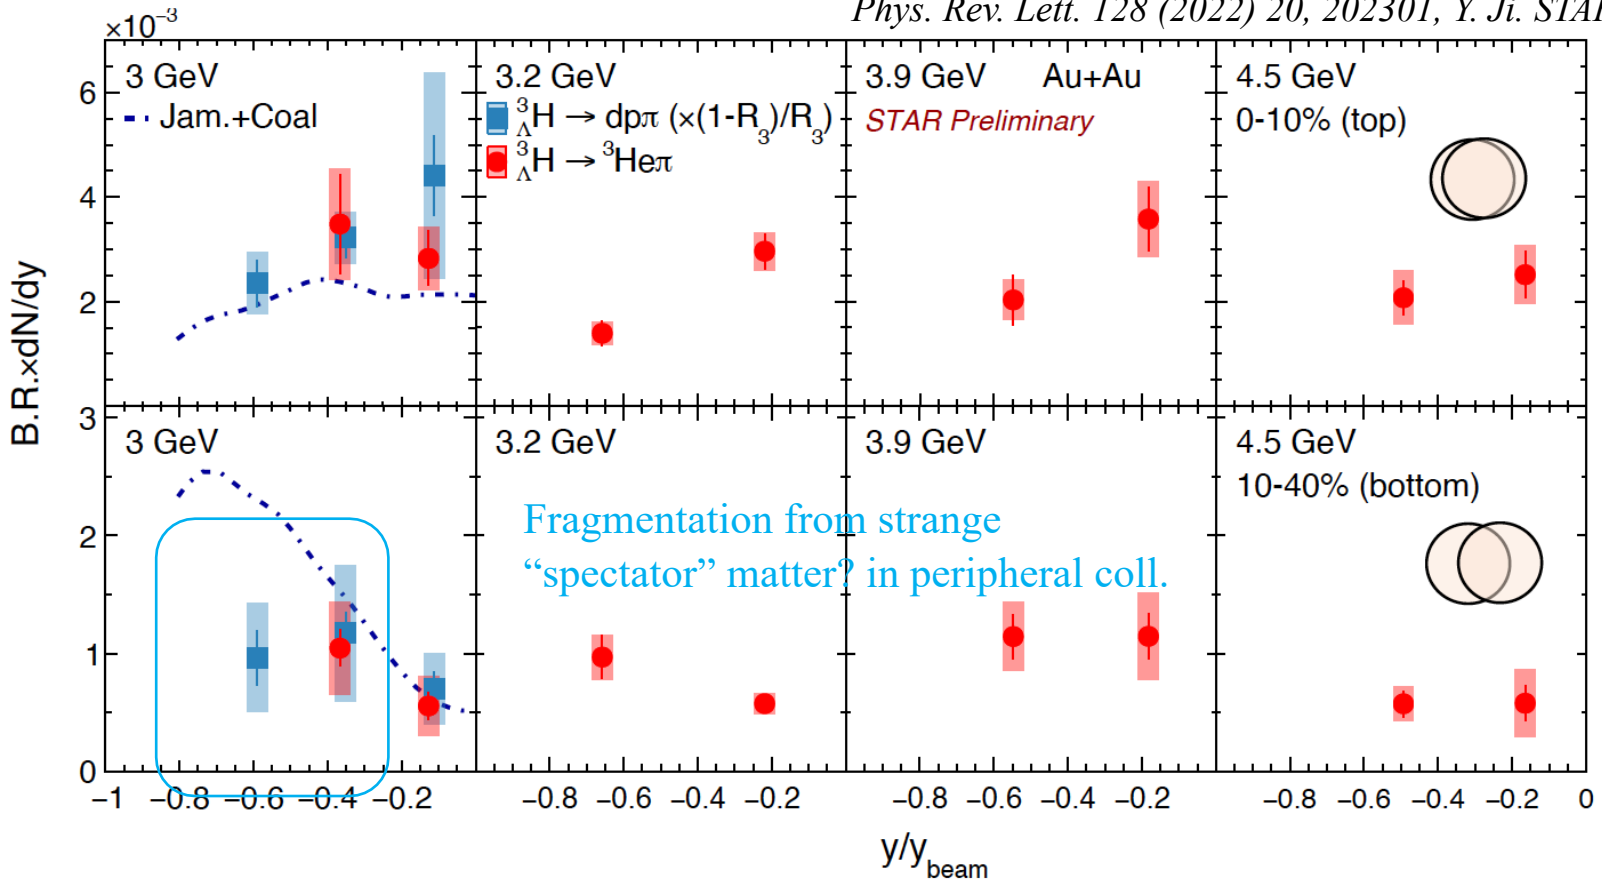 Phys. Rev. Lett. 128 (2022) 20, 202301, Y. Ji. STAR
×10⁻³
3 GeV
Jam.+Coal
3.2 GeV
³ΛH → dpπ (×(1-R₃)/R₃)
³ΛH → ³Heπ
3.9 GeV Au+Au
STAR Preliminary
4.5 GeV
0-10% (top)
6
4
2
B.R.×dN/dy
3 GeV
3.2 GeV
3.9 GeV
4.5 GeV
10-40% (bottom)
Fragmentation from strange
“spectator” matter? in peripheral coll.
3
2
1
0
−1 −0.8 −0.6 −0.4 −0.2
−0.8 −0.6 −0.4 −0.2
−0.8 −0.6 −0.4 −0.2
−0.8 −0.6 −0.4 −0.2 0
y/y_beam